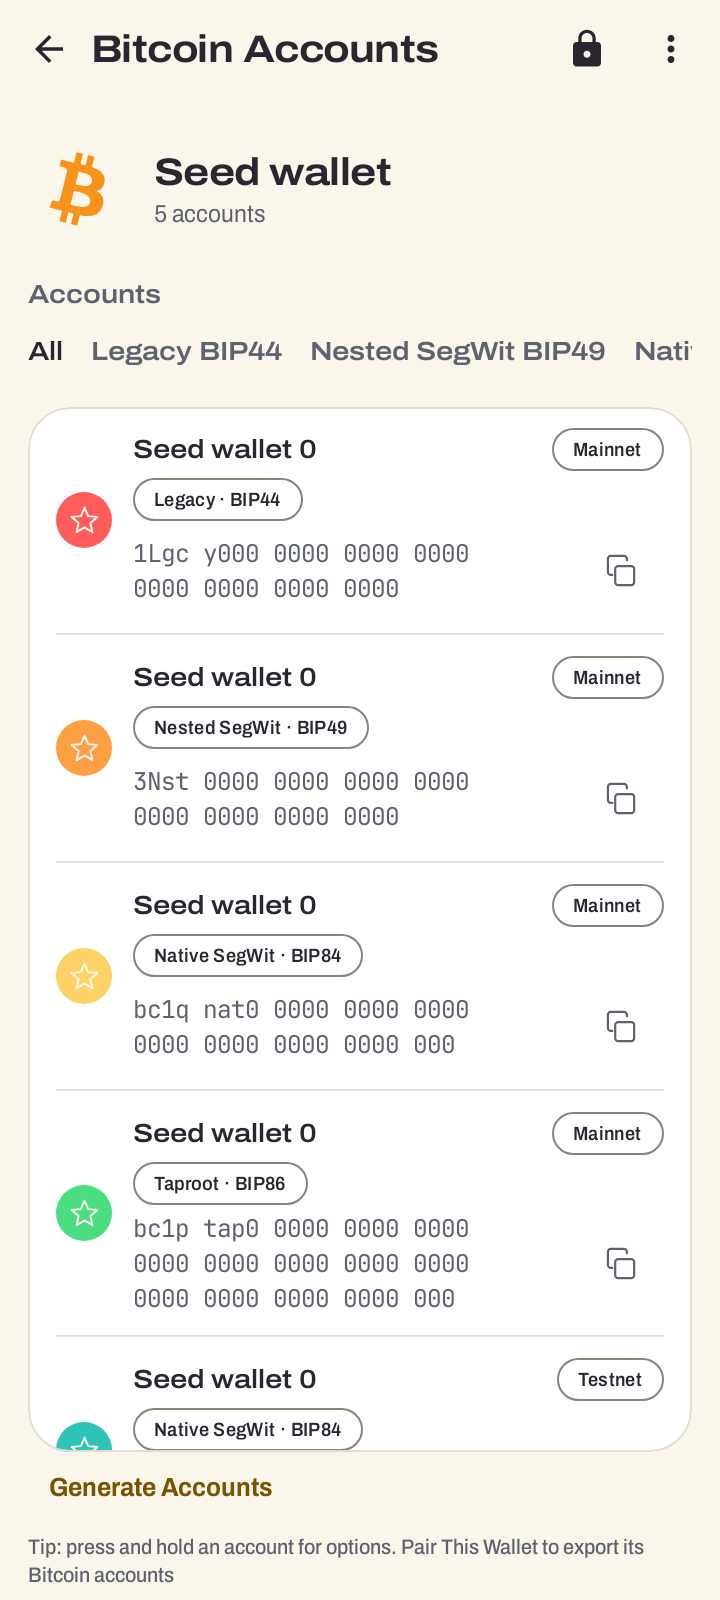 Bitcoin Accounts
Seed wallet
5 accounts
Accounts
All Legacy BIP44 Nested SegWit BIP49 Nati
Seed wallet 0 Mainnet
Legacy · BIP44
1Lgc y000 0000 0000 0000
0000 0000 0000 0000
Seed wallet 0 Mainnet
Nested SegWit · BIP49
3Nst 0000 0000 0000 0000
0000 0000 0000 0000
Seed wallet 0 Mainnet
Native SegWit · BIP84
bc1q nat0 0000 0000 0000
0000 0000 0000 0000 000
Seed wallet 0 Mainnet
Taproot · BIP86
bc1p tap0 0000 0000 0000
0000 0000 0000 0000 0000
0000 0000 0000 0000 000
Seed wallet 0 Testnet
Native SegWit · BIP84
Generate Accounts
Tip: press and hold an account for options. Pair This Wallet to export its
Bitcoin accounts